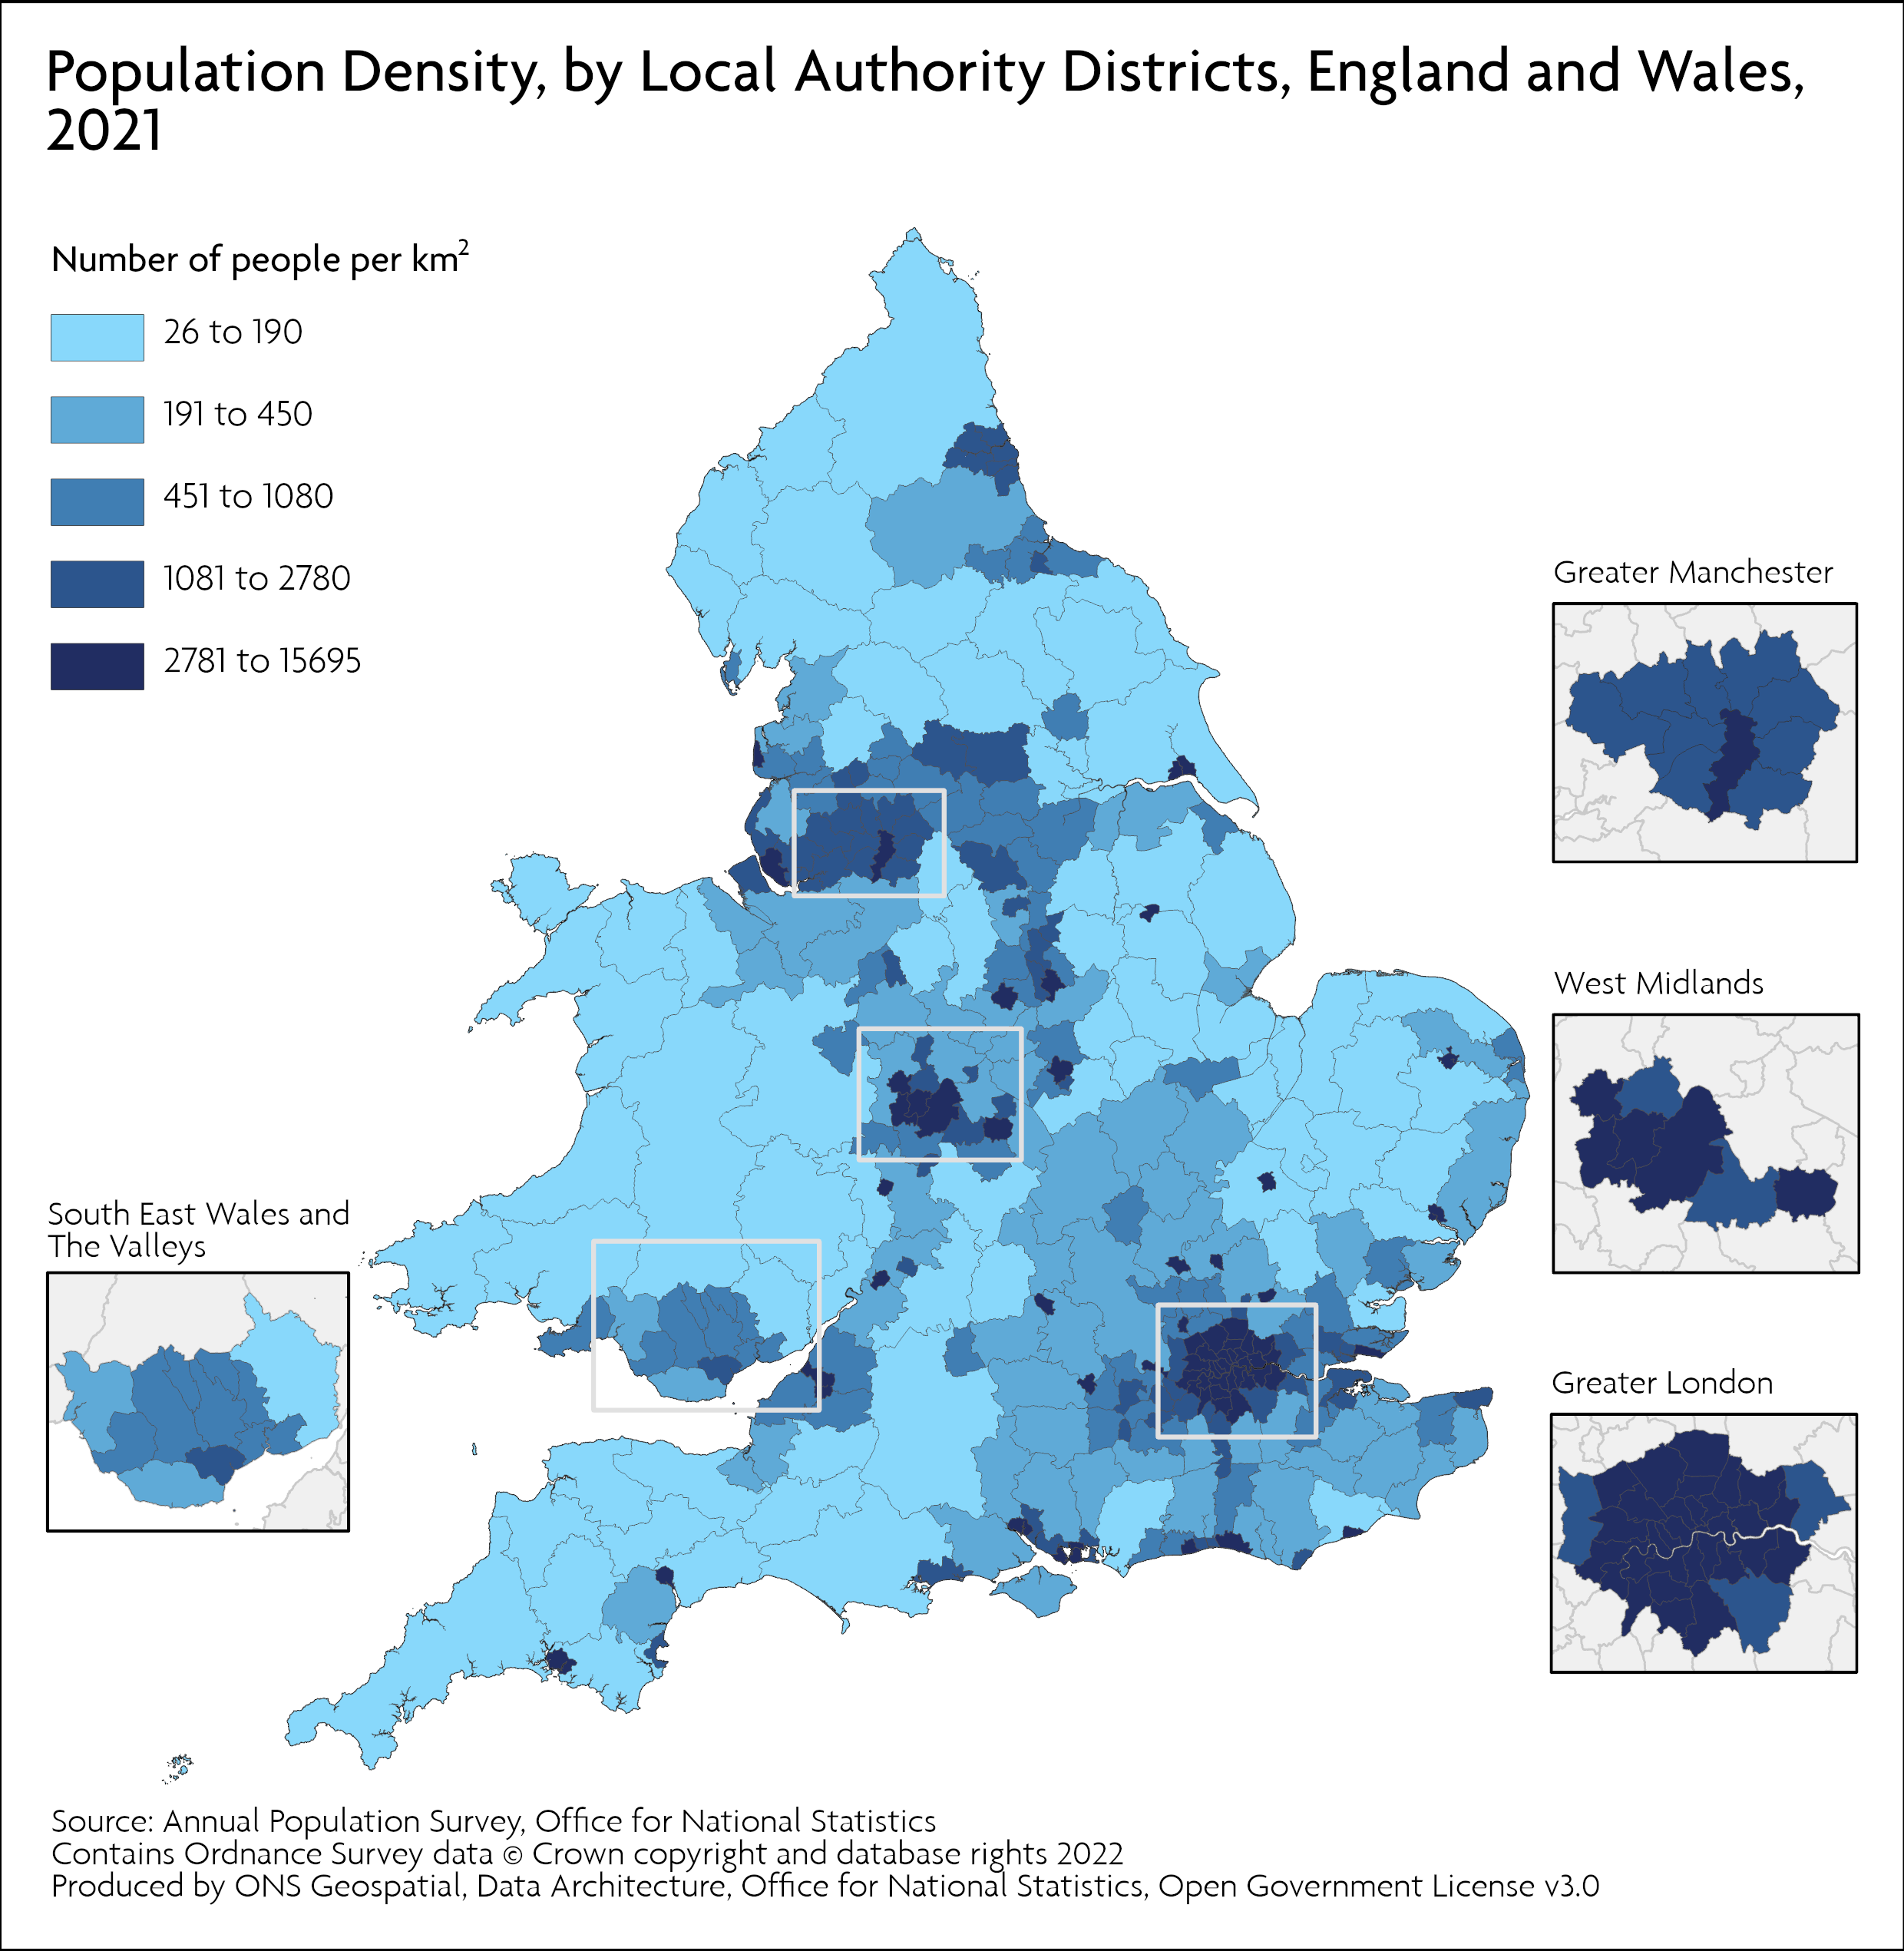 Population Density, by Local Authority Districts, England and Wales,
2021
Number of people per km²
26 to 190
191 to 450
451 to 1080
1081 to 2780
2781 to 15695
Greater Manchester
West Midlands
South East Wales and
The Valleys
Greater London
Source: Annual Population Survey, Office for National Statistics
Contains Ordnance Survey data © Crown copyright and database rights 2022
Produced by ONS Geospatial, Data Architecture, Office for National Statistics, Open Government License v3.0